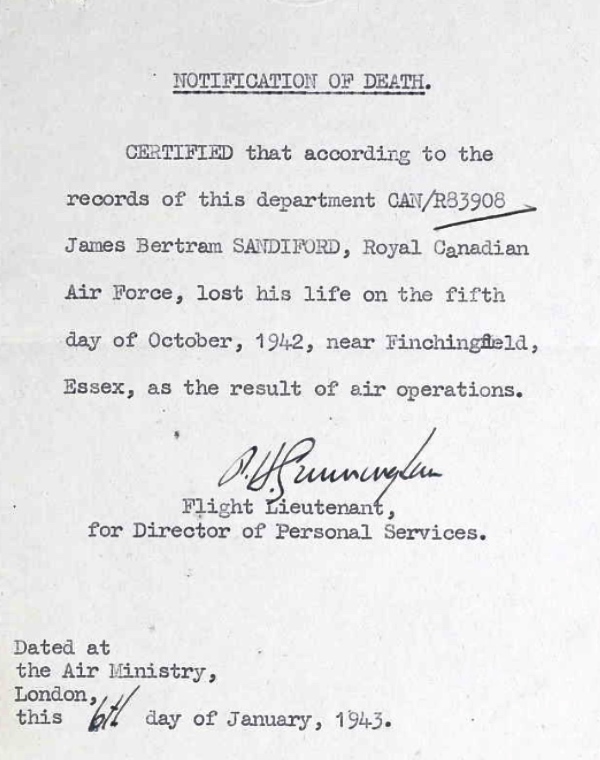 NOTIFICATION OF DEATH.
CERTIFIED that according to the
records of this department CAN/R83908
James Bertram SANDIFORD, Royal Canadian
Air Force, lost his life on the fifth
day of October, 1942, near Finchingfield,
Essex, as the result of air operations.
Flight Lieutenant,
for Director of Personal Services.
Dated at
the Air Ministry,
London,
this 6th day of January, 1943.